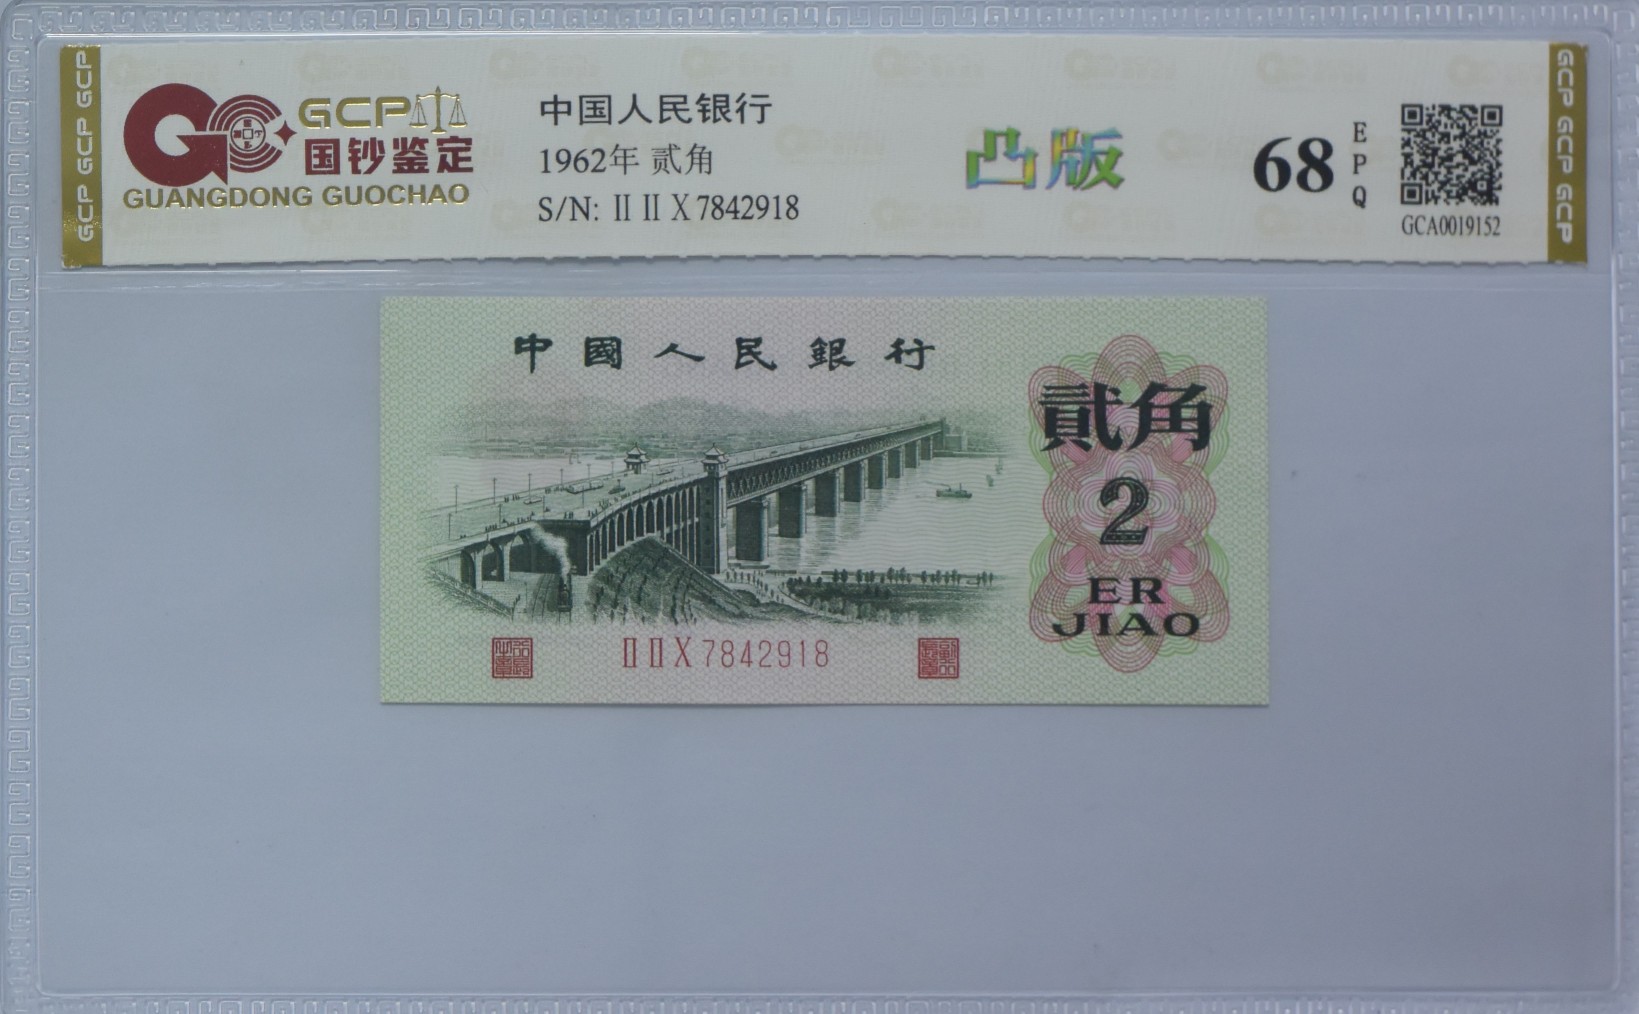 GCP
国钞鉴定
GUANGDONG GUOCHAO
中国人民银行
1962年 贰角
S/N: II II X 7842918
凸版
68
EPQ
GCA0019152
GCP GCP GCP
GCP GCP GCP
中國人民銀行
貳角
2
ER
JIAO
II II X 7842918